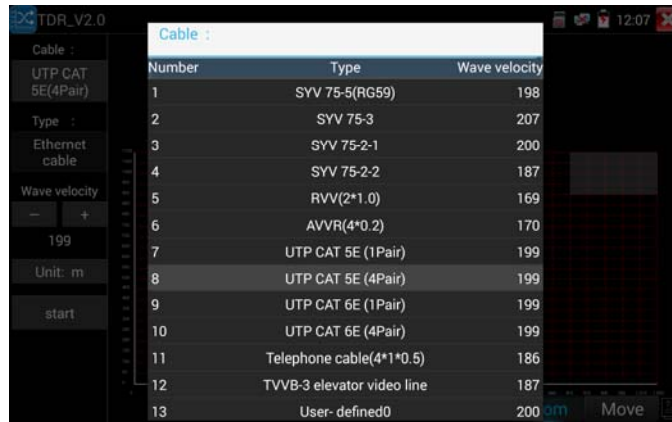 TDR_V2.0
12:07
Cable :
UTP CAT
5E(4Pair)
Type :
Ethernet
cable
Wave velocity
− +
199
Unit: m
start
Cable :
Number Type Wave velocity
1 SYV 75-5(RG59) 198
2 SYV 75-3 207
3 SYV 75-2-1 200
4 SYV 75-2-2 187
5 RVV(2*1.0) 169
6 AVVR(4*0.2) 170
7 UTP CAT 5E (1Pair) 199
8 UTP CAT 5E (4Pair) 199
9 UTP CAT 6E (1Pair) 199
10 UTP CAT 6E (4Pair) 199
11 Telephone cable(4*1*0.5) 186
12 TVVB-3 elevator video line 187
13 User- defined0 200
om Move